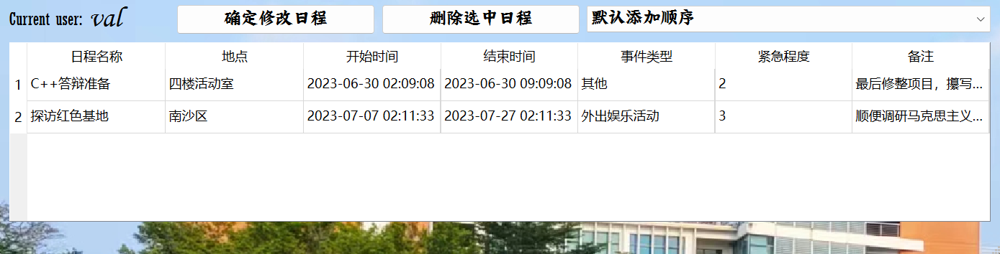 Current user: val 确定修改日程 删除选中日程 默认添加顺序
日程名称 地点 开始时间 结束时间 事件类型 紧急程度 备注
1 C++答辩准备 四楼活动室 2023-06-30 02:09:08 2023-06-30 09:09:08 其他 2 最后修整项目，攥写...
2 探访红色基地 南沙区 2023-07-07 02:11:33 2023-07-27 02:11:33 外出娱乐活动 3 顺便调研马克思主义...